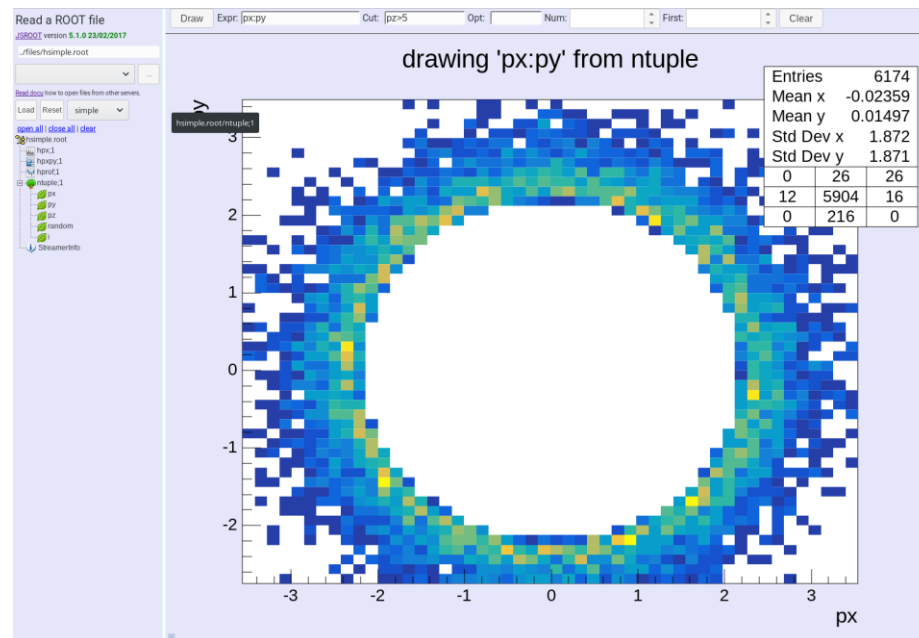 Read a ROOT file
JSROOT version 5.1.0 23/02/2017
../files/hsimple.root
...
Read docu how to open files from other servers.
Load Reset simple
open all | close all | clear
hsimple.root
hpx;1
hpxpy;1
hprof;1
ntuple;1
px
py
pz
random
i
StreamerInfo
Draw Expr: px:py Cut: pz>5 Opt: Num: First: Clear
drawing 'px:py' from ntuple
Entries 6174
Mean x -0.02359
Mean y 0.01497
Std Dev x 1.872
Std Dev y 1.871
0 26 26
12 5904 16
0 216 0
py
hsimple.root/ntuple;1
3
2
1
0
-1
-2
-3 -2 -1 0 1 2 3
px